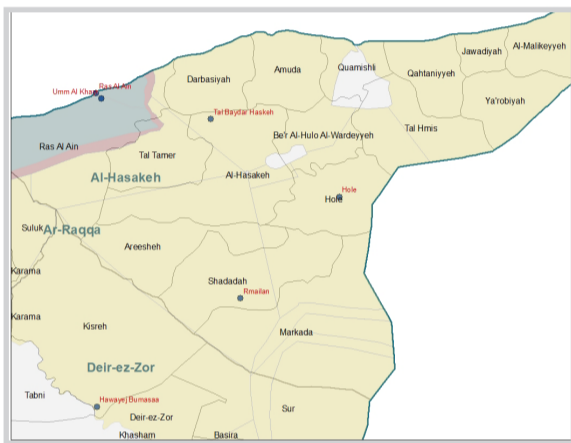 Al-Malikeyyeh
Jawadiyah
Amuda
Quamishli
Qahtaniyyeh
Darbasiyah
Ras Al Ain
Umm Al Khair
Ya'robiyah
Tal Baydar Haskeh
Tal Hmis
Be'r Al-Hulo Al-Wardeyyeh
Ras Al Ain
Tal Tamer
Al-Hasakeh
Al-Hasakeh
Hole
Hole
Suluk
Ar-Raqqa
Areesheh
Karama
Shadadah
Rmailan
Karama
Kisreh
Markada
Deir-ez-Zor
Tabni
Hawayej Bumasaa
Sur
Deir-ez-Zor
Khasham
Basira